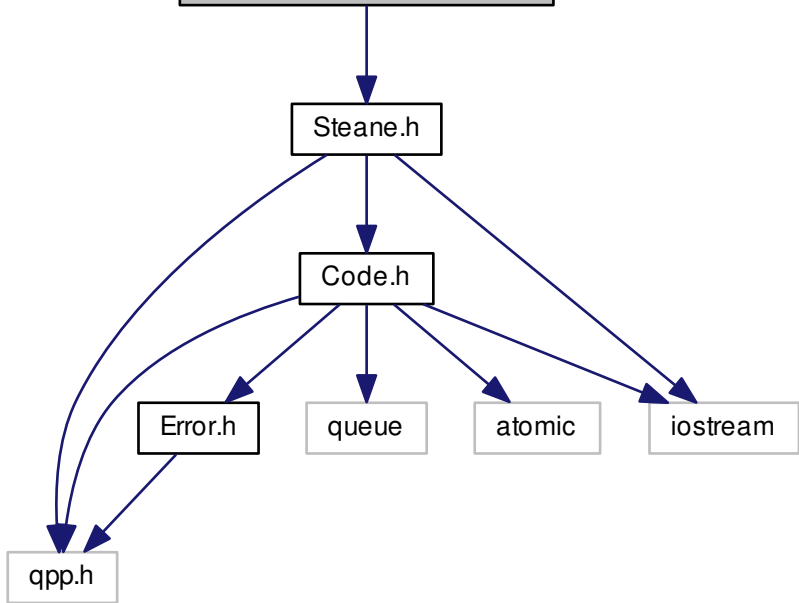 Steane.h
Code.h
Error.h
queue
atomic
iostream
qpp.h